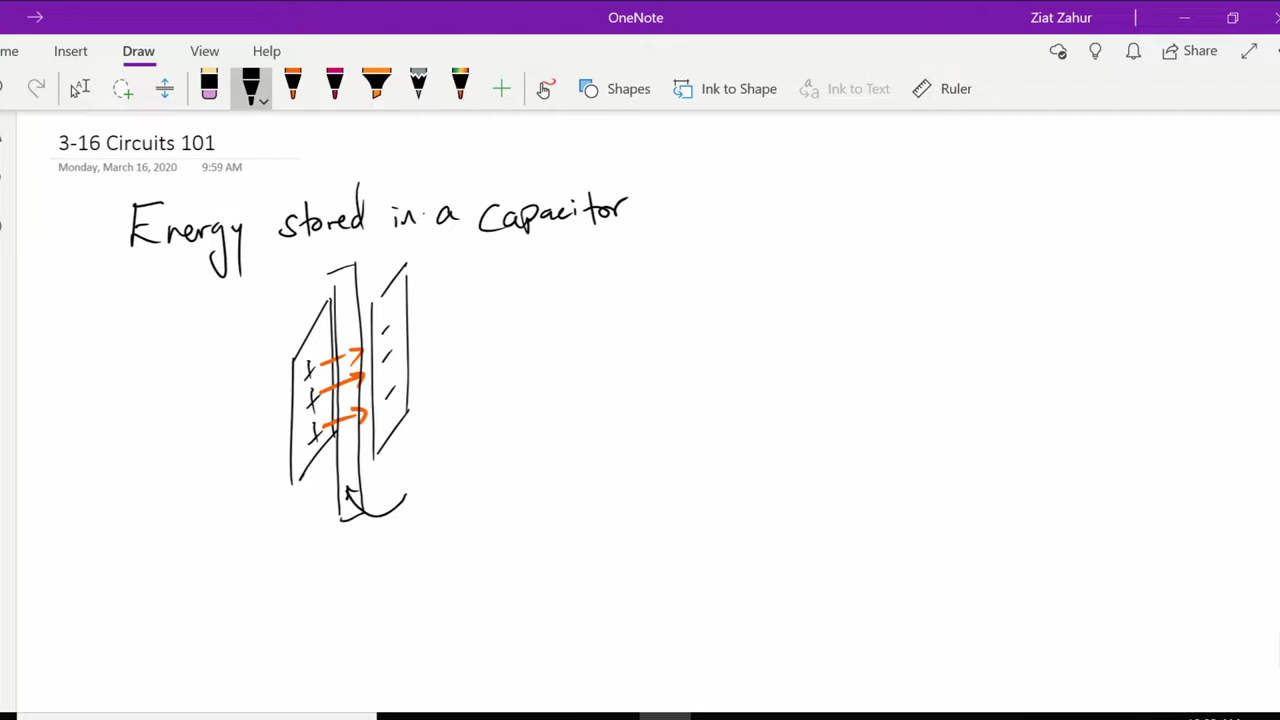 OneNote
Ziat Zahur
Insert Draw View Help
Share
Shapes
Ink to Shape
Ink to Text
Ruler
3-16 Circuits 101
Monday, March 16, 2020 9:59 AM
Energy stored in a capacitor
+ -
+ -
+ -